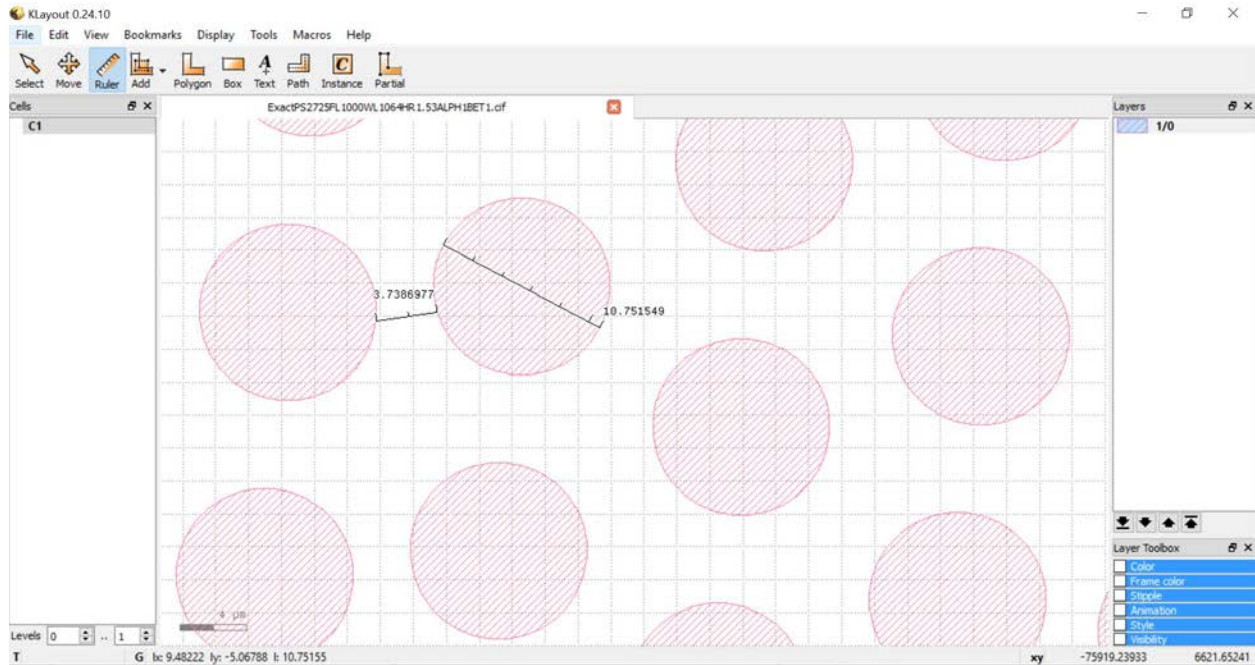 KLayout 0.24.10
File Edit View Bookmarks Display Tools Macros Help
Select Move Ruler Add Polygon Box Text Path Instance Partial
Cells
ExactPS2725FL1000WL1064HR1.53ALPH1BET1.cif
Layers
C1
1/0
3.7386977
10.751549
Layer Toolbox
Color
Frame color
Stipple
Animation
Style
Visibility
4 µm
Levels 0 .. 1
T G lx: 9.48222 ly: -5.06788 l: 10.75155 xy -75919.23933 6621.65241